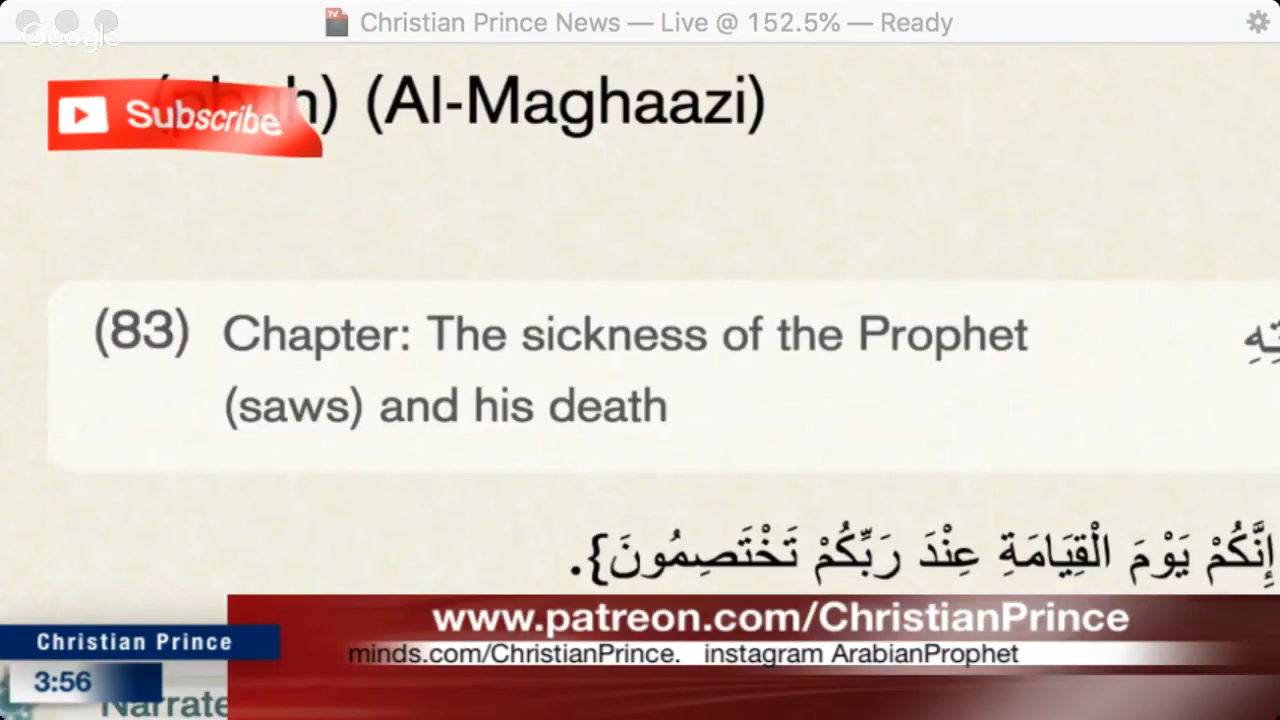 Christian Prince News — Live @ 152.5% — Ready
Google
(Al-Maghaazi)
Subscribe
(83) Chapter: The sickness of the Prophet
(saws) and his death
إِنَّكُمْ يَوْمَ الْقِيَامَةِ عِنْدَ رَبِّكُمْ تَخْتَصِمُونَ}.
www.patreon.com/ChristianPrince
Christian Prince
minds.com/ChristianPrince. instagram ArabianProphet
3:56